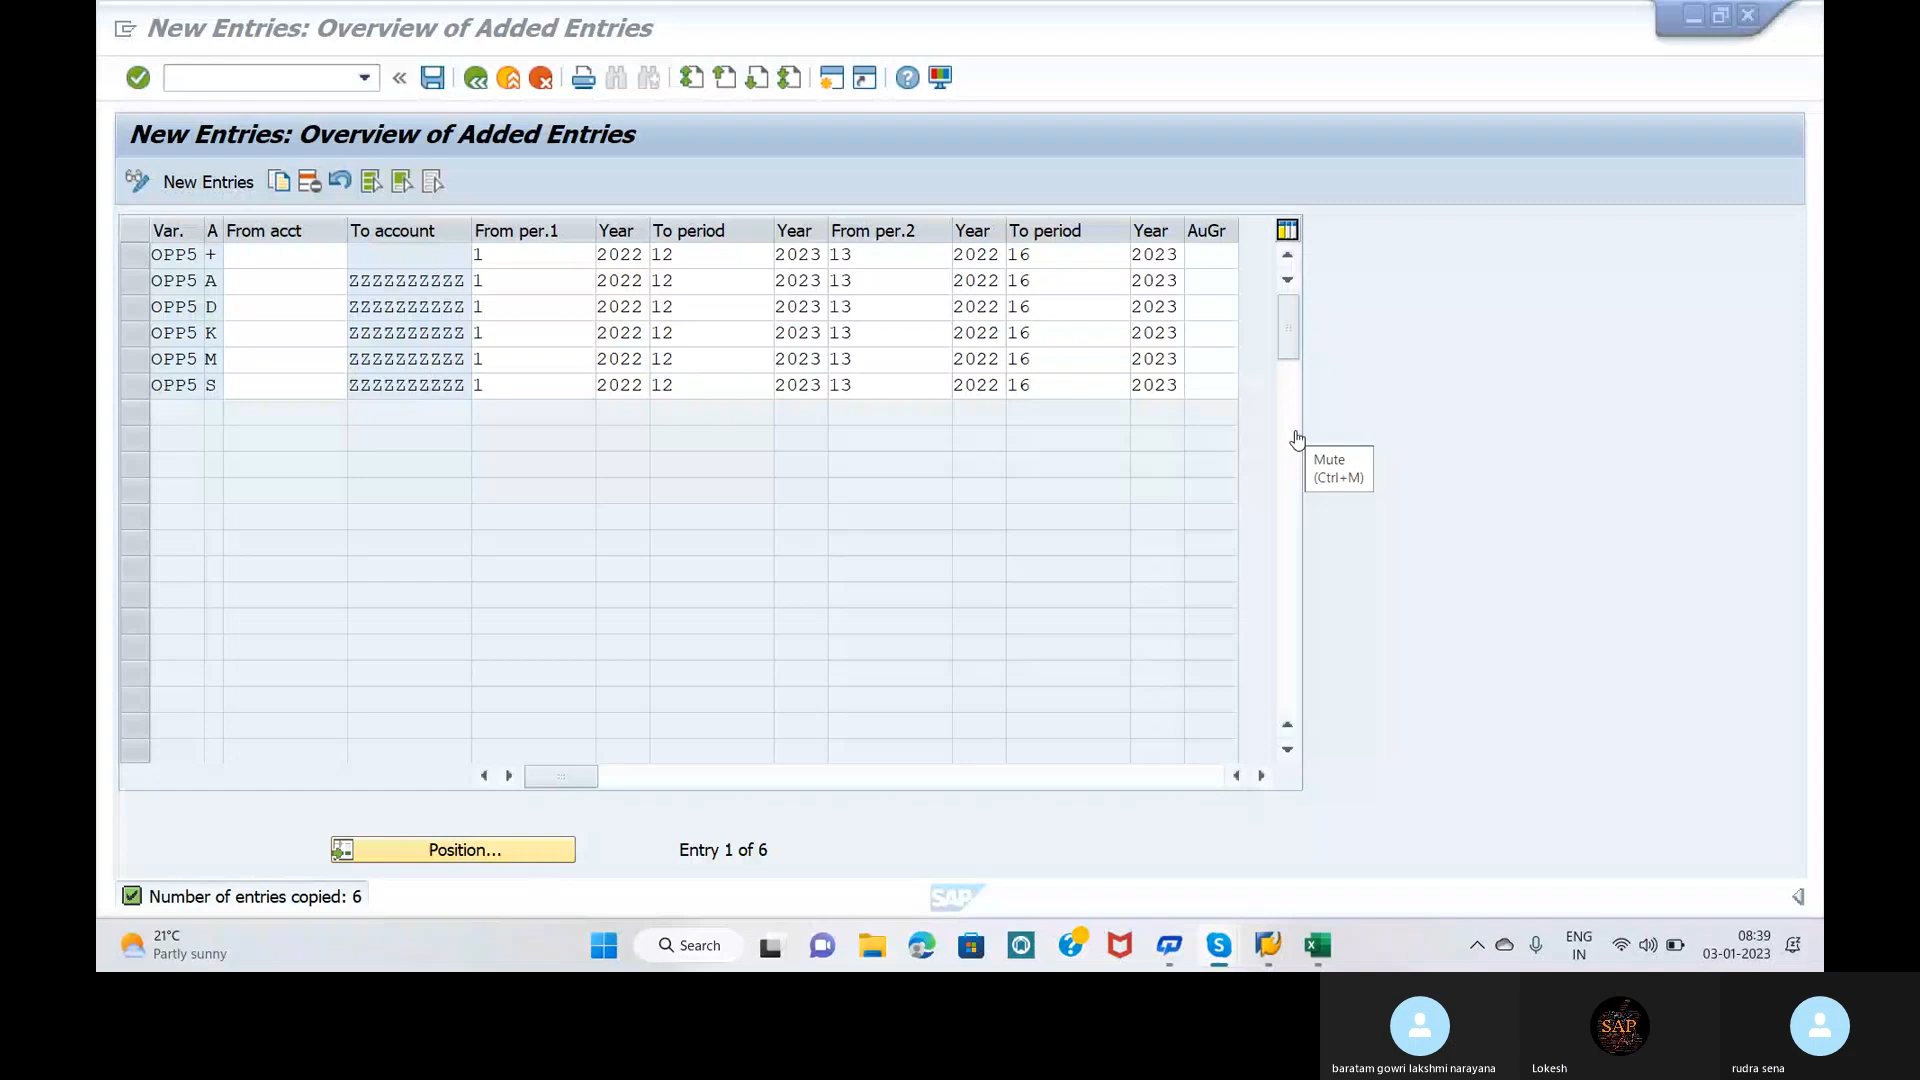 New Entries: Overview of Added Entries
New Entries: Overview of Added Entries
New Entries
Var. A From acct To account From per.1 Year To period Year From per.2 Year To period Year AuGr
OPP5 + 1 2022 12 2023 13 2022 16 2023
OPP5 A ZZZZZZZZZZ 1 2022 12 2023 13 2022 16 2023
OPP5 D ZZZZZZZZZZ 1 2022 12 2023 13 2022 16 2023
OPP5 K ZZZZZZZZZZ 1 2022 12 2023 13 2022 16 2023
OPP5 M ZZZZZZZZZZ 1 2022 12 2023 13 2022 16 2023
OPP5 S ZZZZZZZZZZ 1 2022 12 2023 13 2022 16 2023
Mute
(Ctrl+M)
Position...
Entry 1 of 6
Number of entries copied: 6
SAP
21°C
Partly sunny
Search
ENG
IN
08:39
03-01-2023
SAP
baratam gowri lakshmi narayana
Lokesh
rudra sena